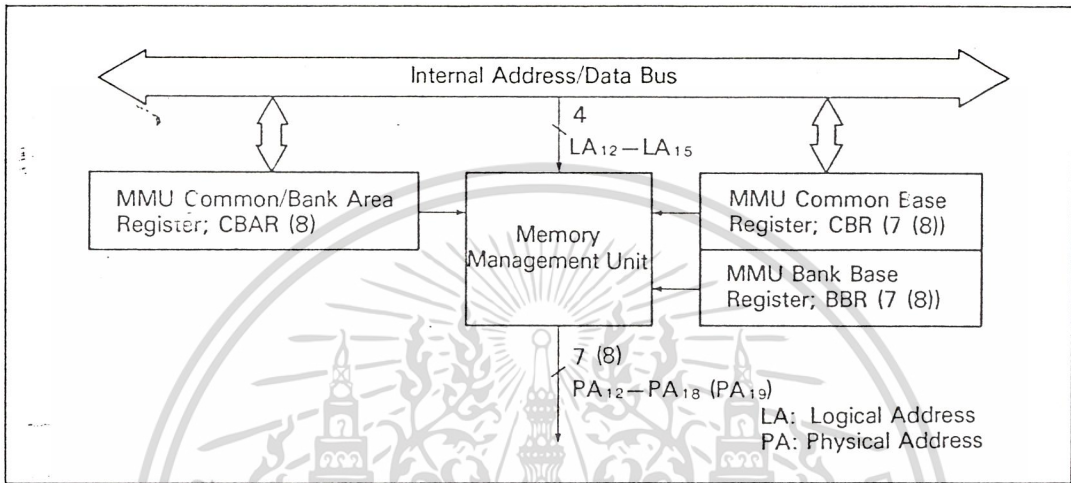 Internal Address/Data Bus
4
LA₁₂—LA₁₅
MMU Common/Bank Area
Register; CBAR (8)
Memory
Management Unit
MMU Common Base
Register; CBR (7 (8))
MMU Bank Base
Register; BBR (7 (8))
7 (8)
PA₁₂—PA₁₈ (PA₁₉)
LA: Logical Address
PA: Physical Address